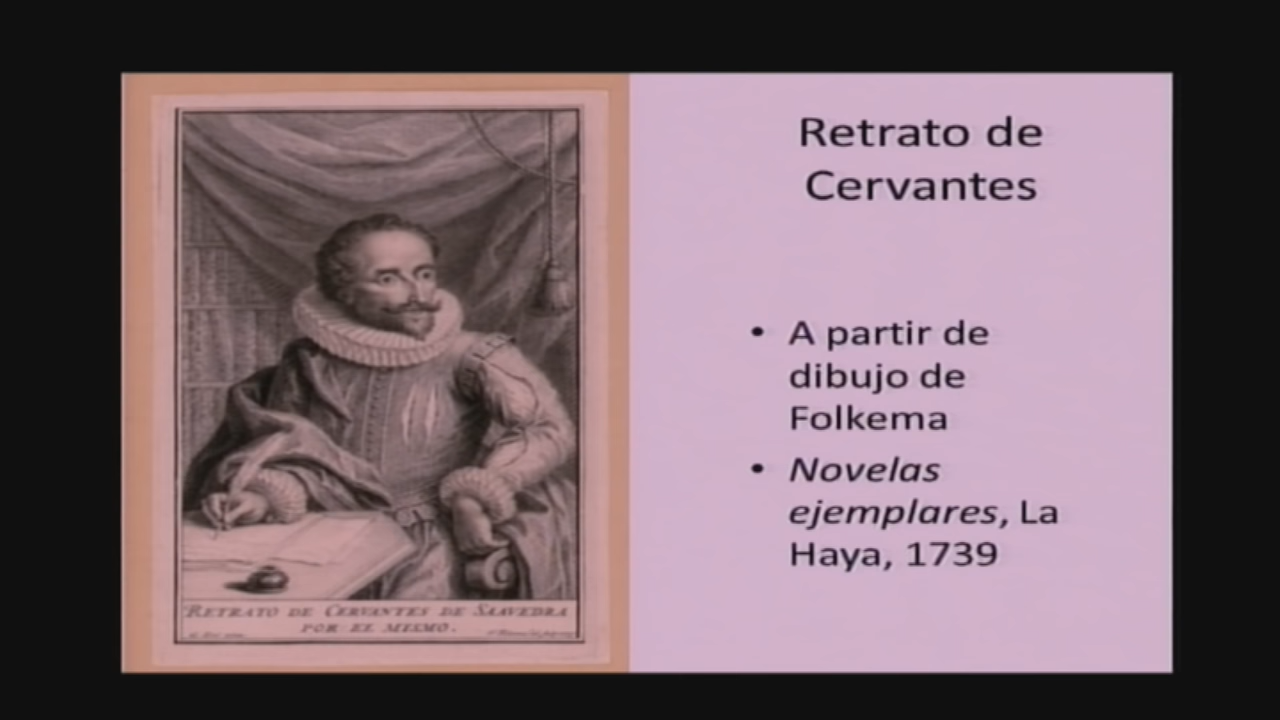 Retrato de
Cervantes
• A partir de
dibujo de
Folkema
• Novelas
ejemplares, La
Haya, 1739
RETRATO DE CERVANTES DE SAAVEDRA
POR EL MISMO.